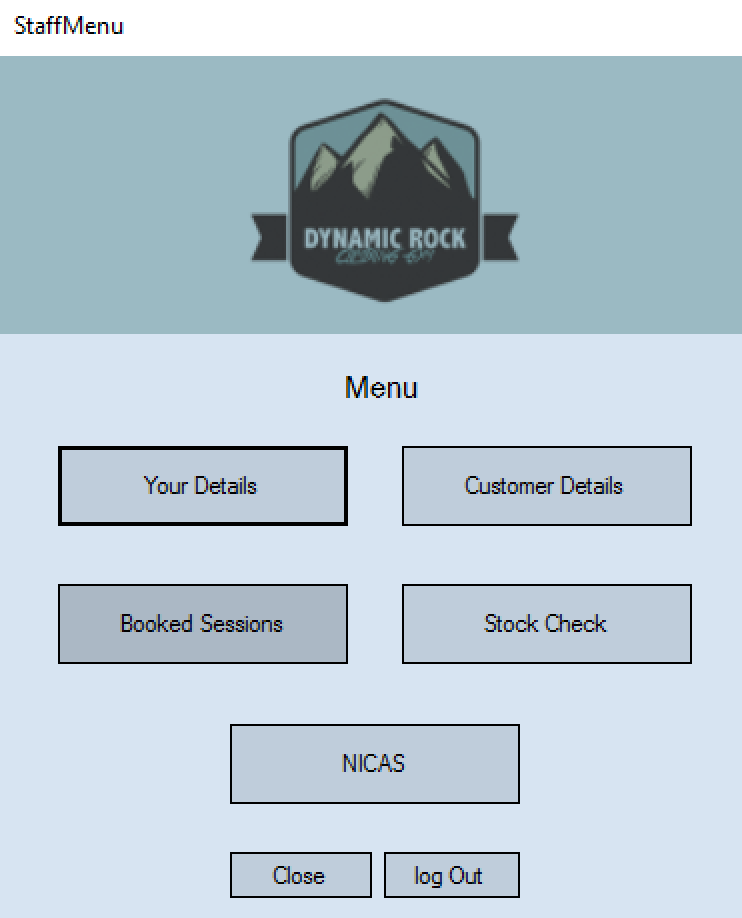 StaffMenu
DYNAMIC ROCK
Menu
Your Details
Customer Details
Booked Sessions
Stock Check
NICAS
Close
log Out